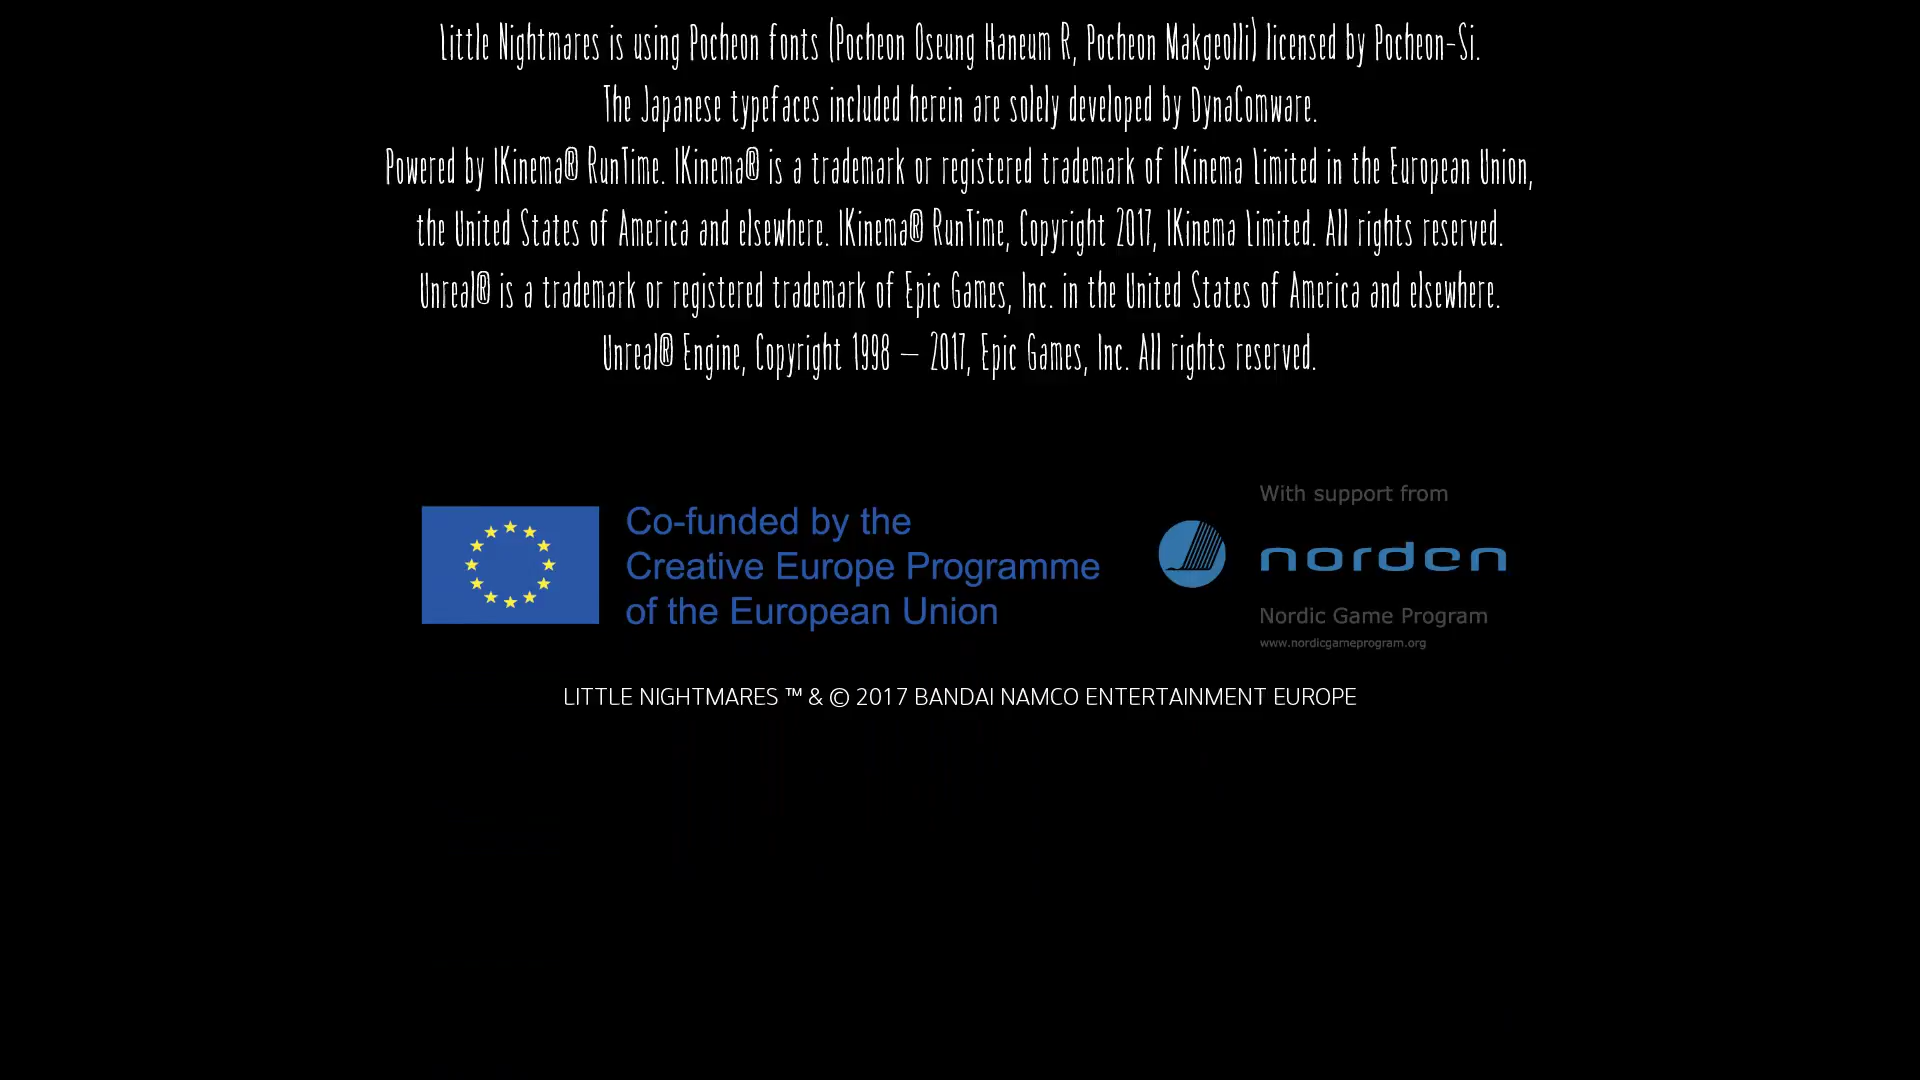 Little Nightmares is using Pocheon fonts (Pocheon Oseung Haneum R, Pocheon Makgeolli) licensed by Pocheon-Si.
The Japanese typefaces included herein are solely developed by DynaComware.
Powered by IKinema® RunTime. IKinema® is a trademark or registered trademark of IKinema Limited in the European Union,
the United States of America and elsewhere. IKinema® RunTime, Copyright 2017, IKinema Limited. All rights reserved.
Unreal® is a trademark or registered trademark of Epic Games, Inc. in the United States of America and elsewhere.
Unreal® Engine, Copyright 1998 – 2017, Epic Games, Inc. All rights reserved.
Co-funded by the
Creative Europe Programme
of the European Union
With support from
norden
Nordic Game Program
www.nordicgameprogram.org
LITTLE NIGHTMARES ™ & © 2017 BANDAI NAMCO ENTERTAINMENT EUROPE